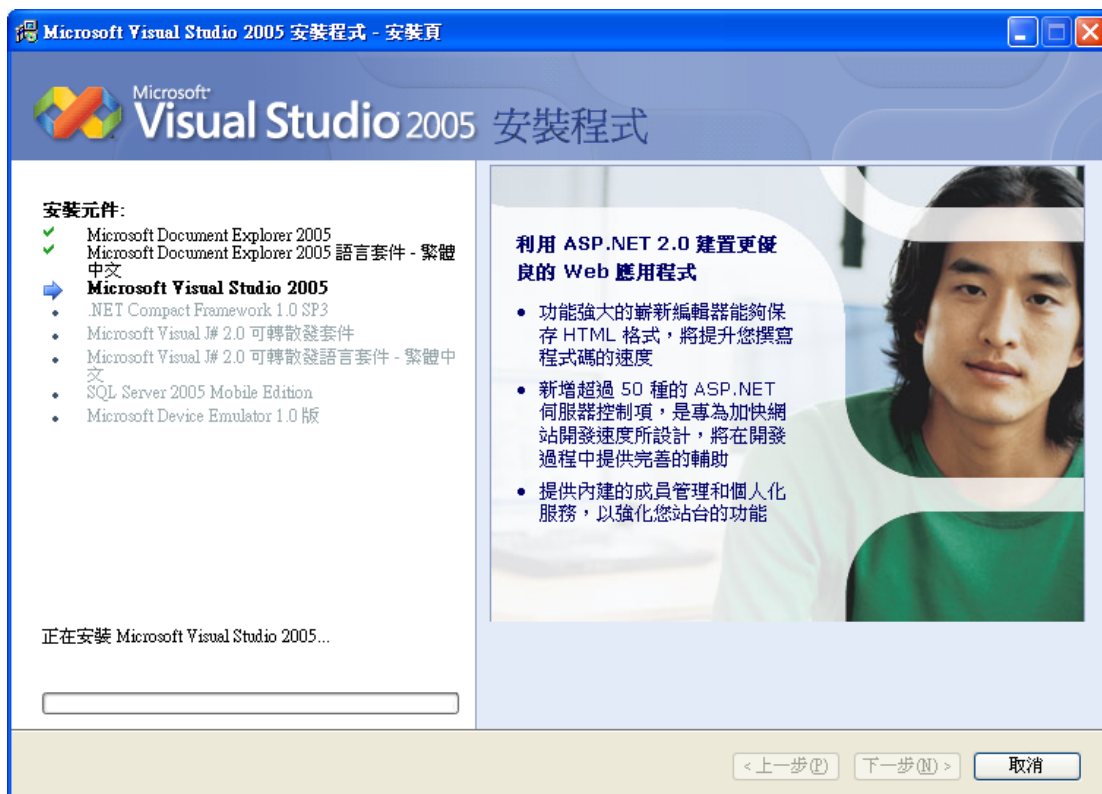 Microsoft Visual Studio 2005 安裝程式 - 安裝頁
Microsoft
Visual Studio 2005 安裝程式
安裝元件:
Microsoft Document Explorer 2005
Microsoft Document Explorer 2005 語言套件 - 繁體
中文
Microsoft Visual Studio 2005
.NET Compact Framework 1.0 SP3
Microsoft Visual J# 2.0 可轉散發套件
Microsoft Visual J# 2.0 可轉散發語言套件 - 繁體中
文
SQL Server 2005 Mobile Edition
Microsoft Device Emulator 1.0 版
正在安裝 Microsoft Visual Studio 2005...
利用 ASP.NET 2.0 建置更優
良的 Web 應用程式
• 功能強大的嶄新編輯器能夠保
存 HTML 格式，將提升您撰寫
程式碼的速度
• 新增超過 50 種的 ASP.NET
伺服器控制項，是專為加快網
站開發速度所設計，將在開發
過程中提供完善的輔助
• 提供內建的成員管理和個人化
服務，以強化您站台的功能
<上一步(P)
下一步(N) >
取消